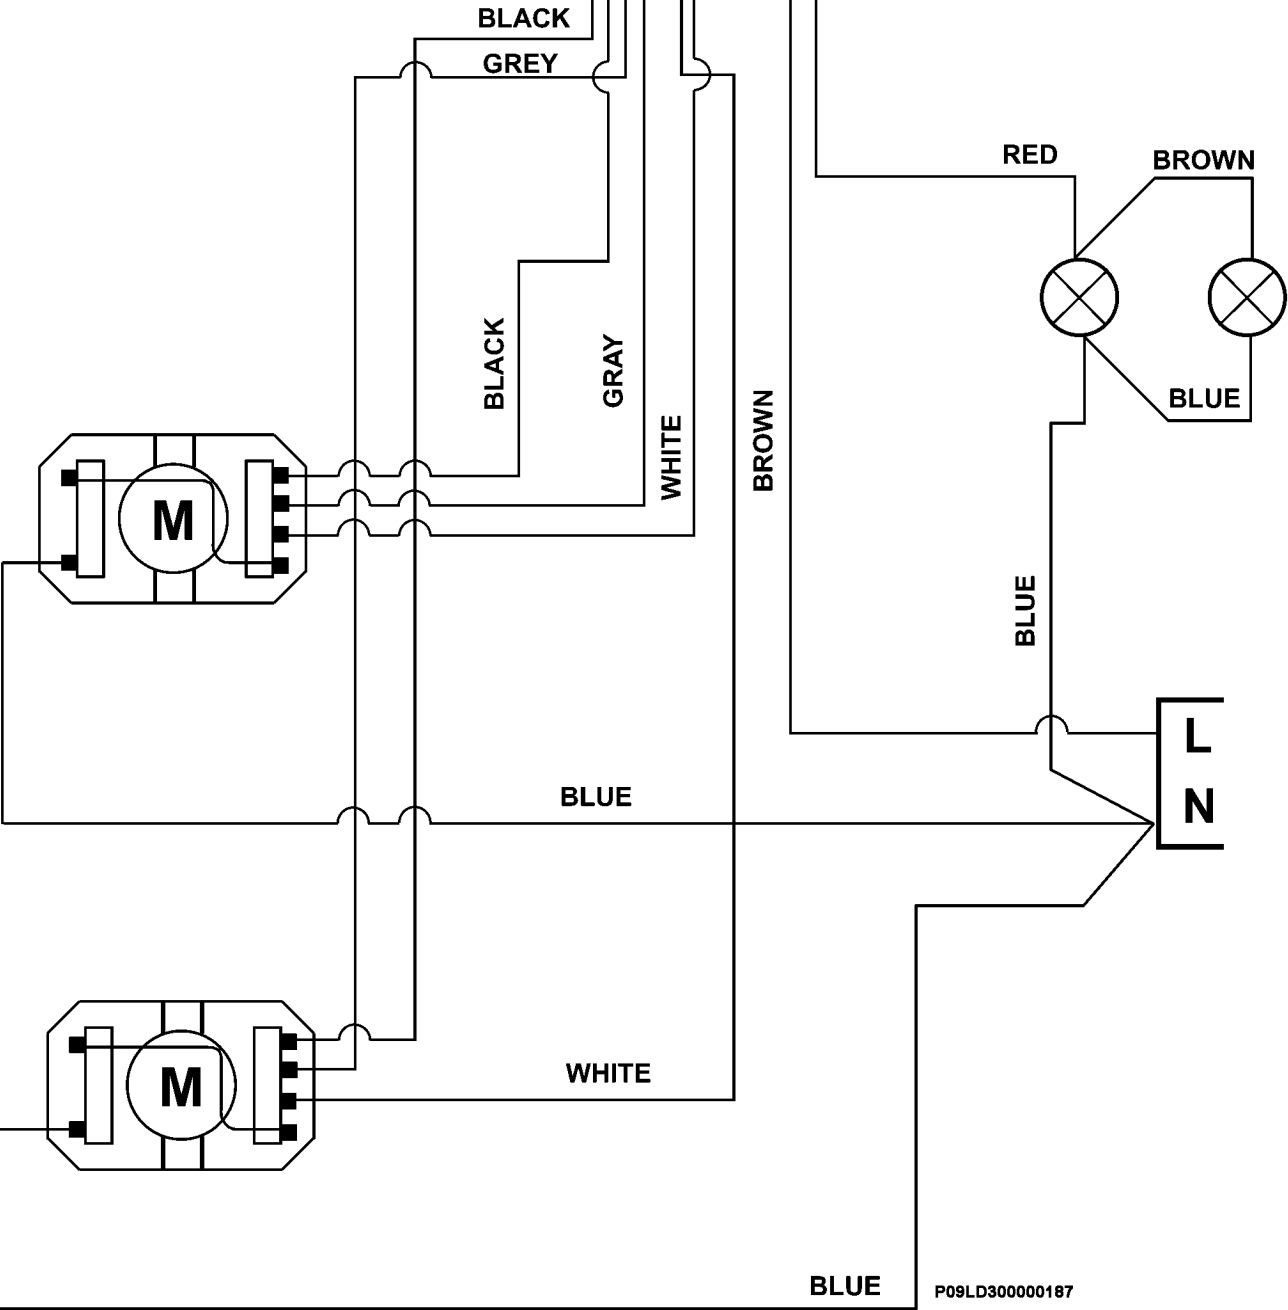 BLACK
GREY
RED
BROWN
BLACK
GRAY
WHITE
BROWN
BLUE
M
BLUE
L
N
BLUE
WHITE
M
BLUE
P09LD300000187